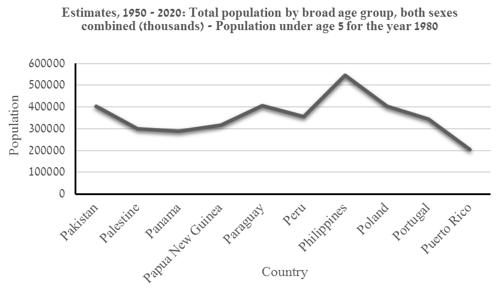 Estimates, 1950 - 2020: Total population by broad age group, both sexes
combined (thousands) - Population under age 5 for the year 1980
Population
600000
500000
400000
300000
200000
100000
0
Pakistan
Palestine
Panama
Papua New Guinea
Paraguay
Peru
Philippines
Poland
Portugal
Puerto Rico
Country